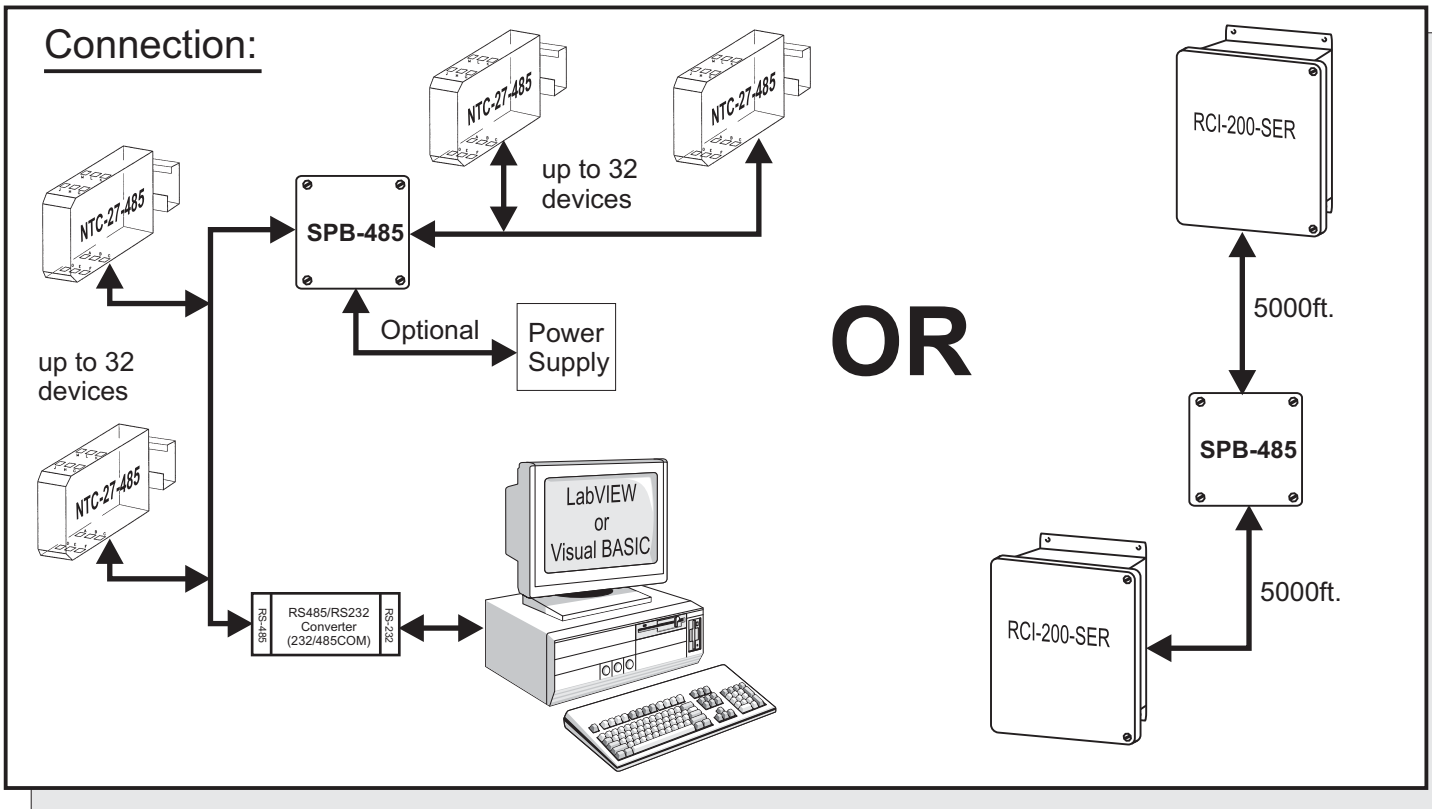 Connection:
NTC-27-485
NTC-27-485
NTC-27-485
up to 32
devices
SPB-485
Optional
Power
Supply
up to 32
devices
NTC-27-485
RS-485
RS485/RS232
Converter
(232/485COM)
RS-232
LabVIEW
or
Visual BASIC
OR
RCI-200-SER
5000ft.
SPB-485
5000ft.
RCI-200-SER